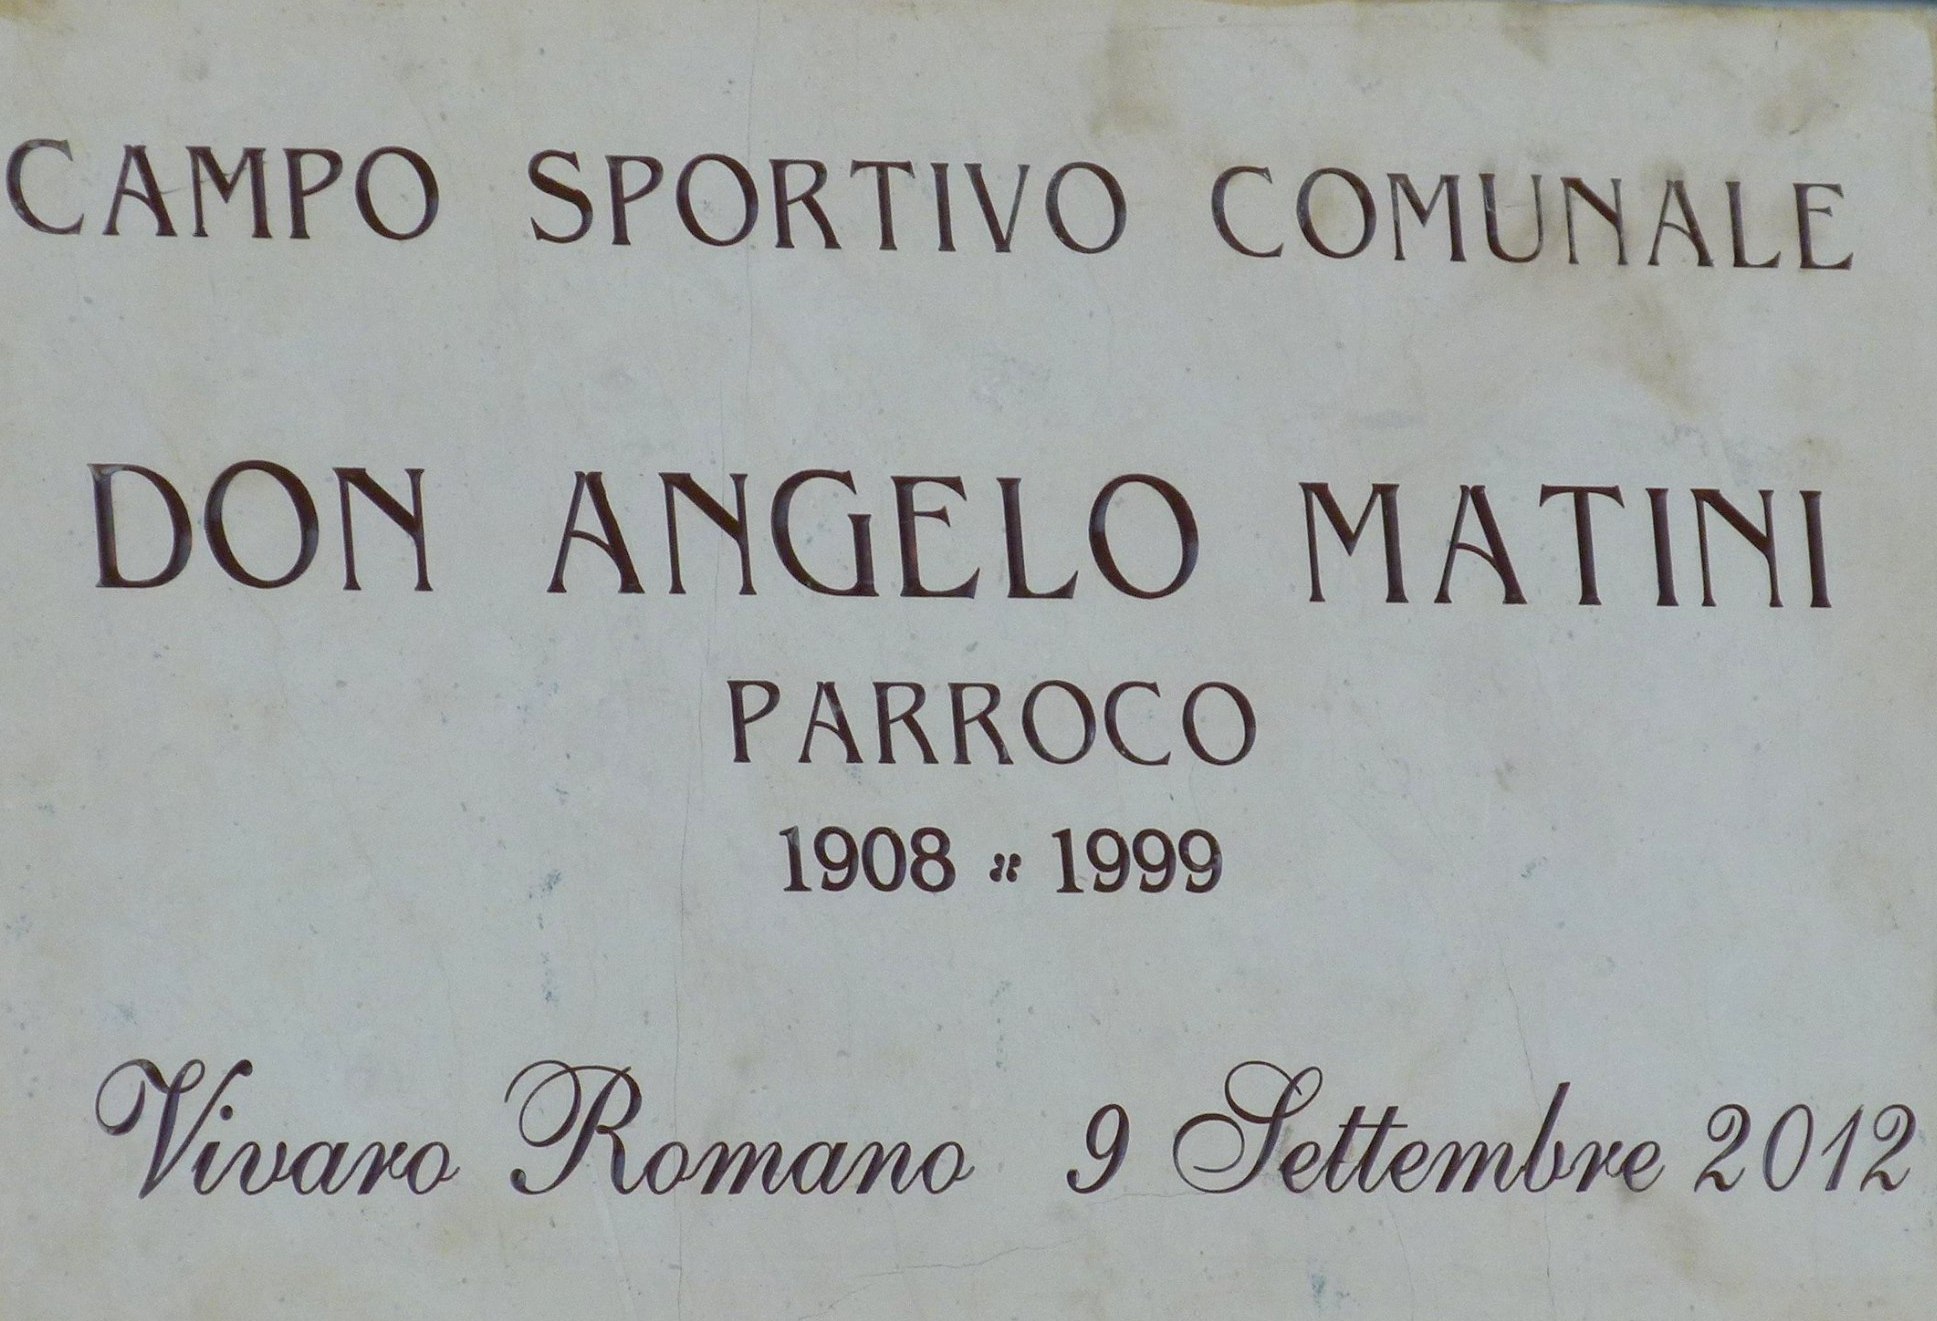 CAMPO SPORTIVO COMUNALE
DON ANGELO MATINI
PARROCO
1908 :: 1999
Vivaro Romano 9 Settembre 2012